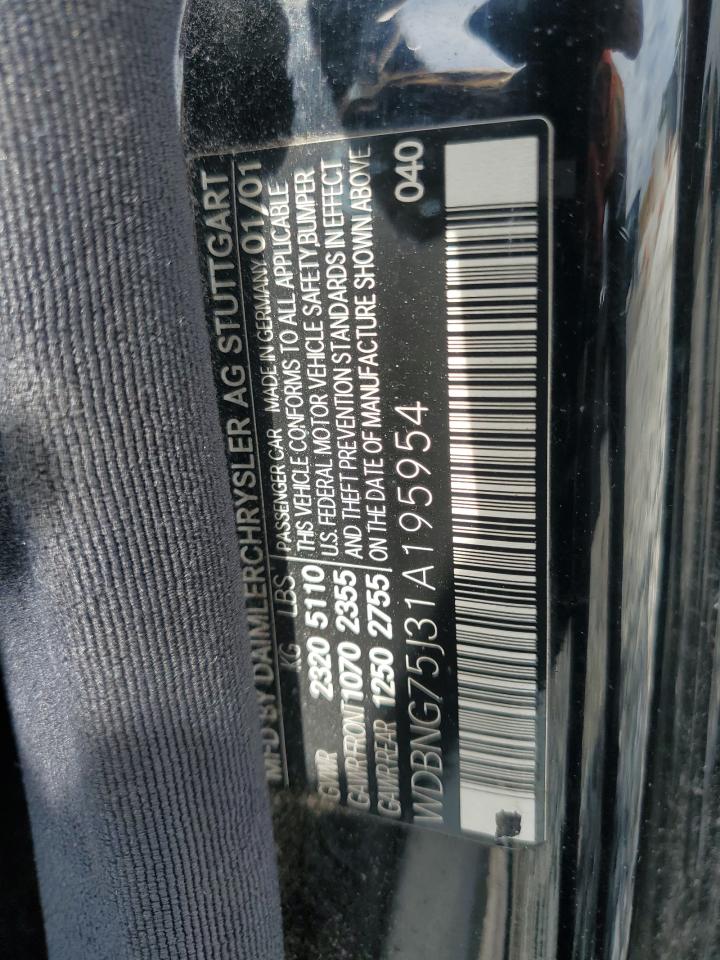 MFD BY DAIMLERCHRYSLER AG STUTTGART
KG LBS PASSENGER CAR MADE IN GERMANY 01/01
GVWR 2320 5110 THIS VEHICLE CONFORMS TO ALL APPLICABLE
U.S. FEDERAL MOTOR VEHICLE SAFETY,BUMPER
GAWR FRONT 1070 2355 AND THEFT PREVENTION STANDARDS IN EFFECT
GAWR REAR 1250 2755 ON THE DATE OF MANUFACTURE SHOWN ABOVE
WDBNG75J31A195954 040